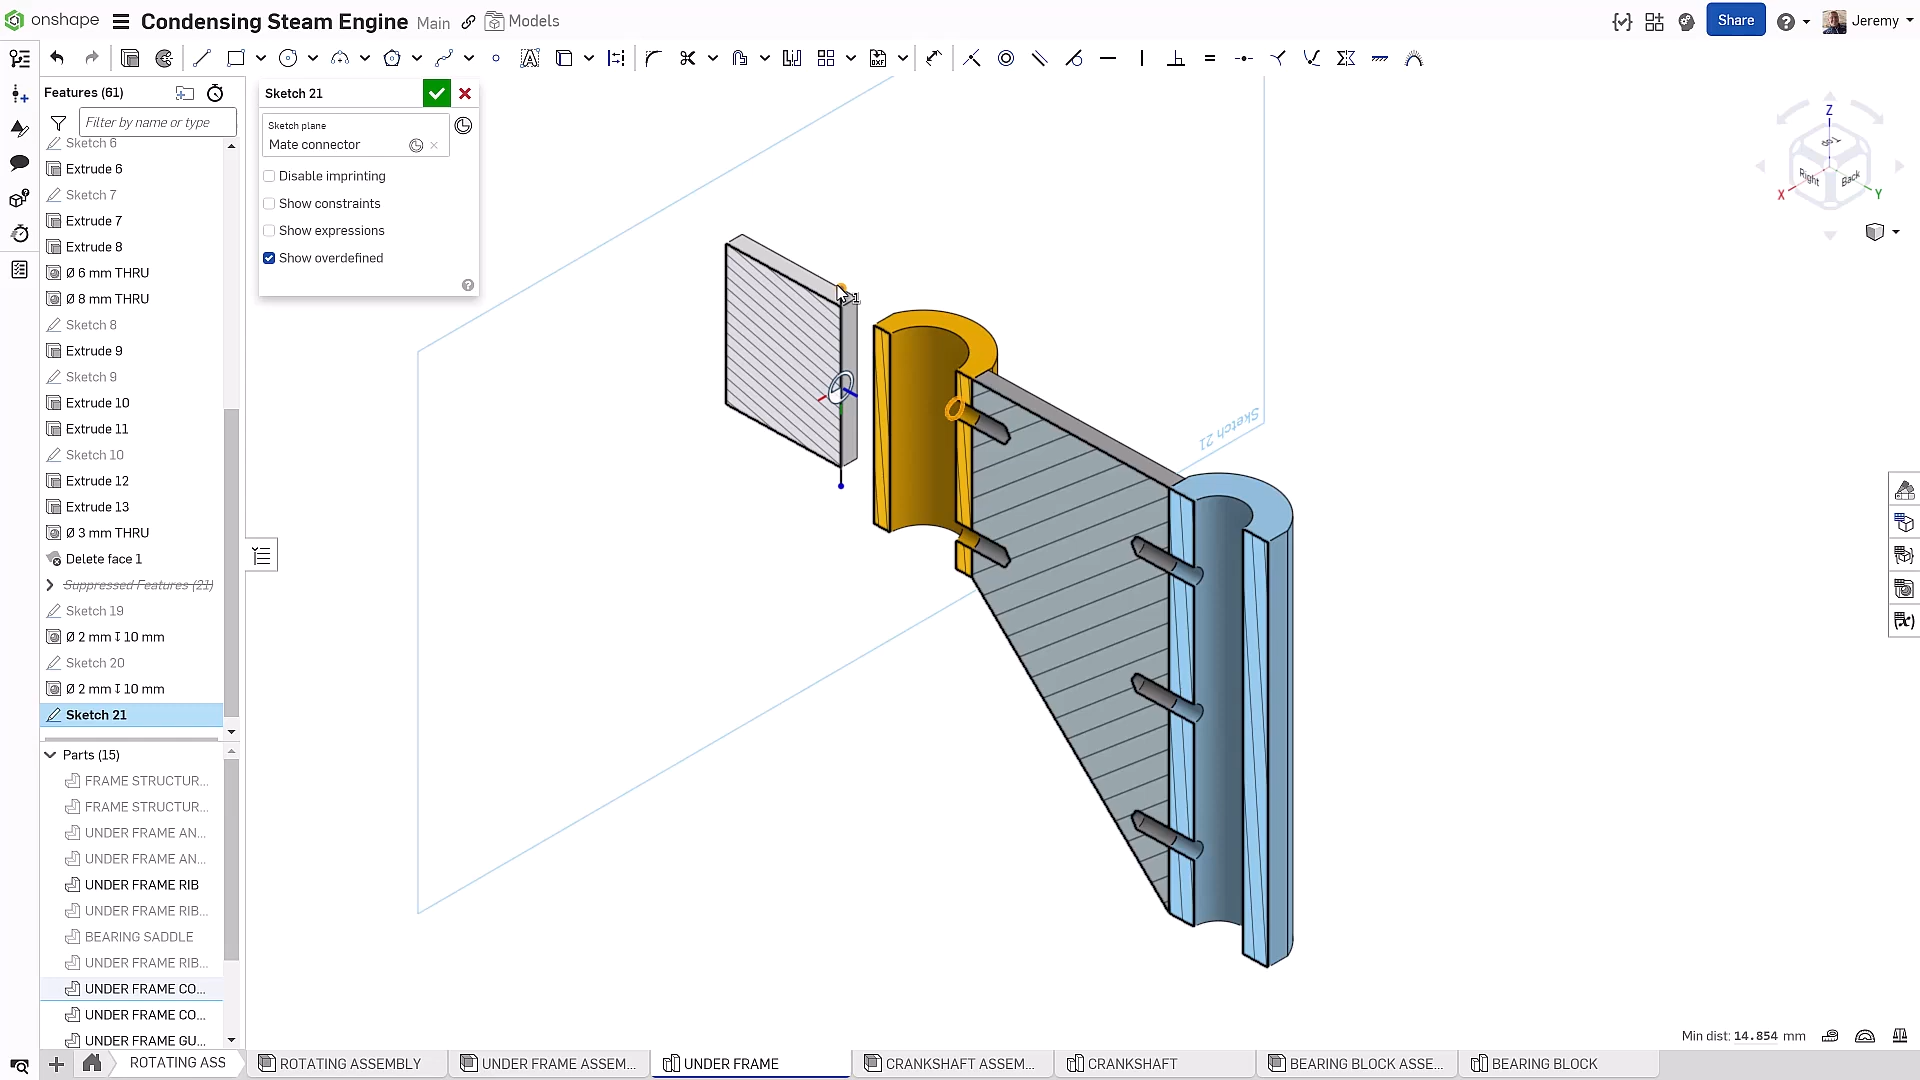 onshape
Condensing Steam Engine Main Models
Share
Jeremy
Features (61)
Filter by name or type
Sketch 6
Extrude 6
Sketch 7
Extrude 7
Extrude 8
Ø 6 mm THRU
Ø 8 mm THRU
Sketch 8
Extrude 9
Sketch 9
Extrude 10
Extrude 11
Sketch 10
Extrude 12
Extrude 13
Ø 3 mm THRU
Delete face 1
Suppressed Features (21)
Sketch 19
Ø 2 mm ↧ 10 mm
Sketch 20
Ø 2 mm ↧ 10 mm
Sketch 21
Parts (15)
FRAME STRUCTUR...
FRAME STRUCTUR...
UNDER FRAME AN...
UNDER FRAME AN...
UNDER FRAME RIB
UNDER FRAME RIB...
BEARING SADDLE
UNDER FRAME RIB...
UNDER FRAME CO...
UNDER FRAME CO...
UNDER FRAME GU...
Sketch 21
Sketch plane
Mate connector
Disable imprinting
Show constraints
Show expressions
Show overdefined
Sketch 21
Z
Top
Right
Back
X
Y
Min dist: 14.854 mm
ROTATING ASS
ROTATING ASSEMBLY
UNDER FRAME ASSEM...
UNDER FRAME
CRANKSHAFT ASSEM...
CRANKSHAFT
BEARING BLOCK ASSE...
BEARING BLOCK